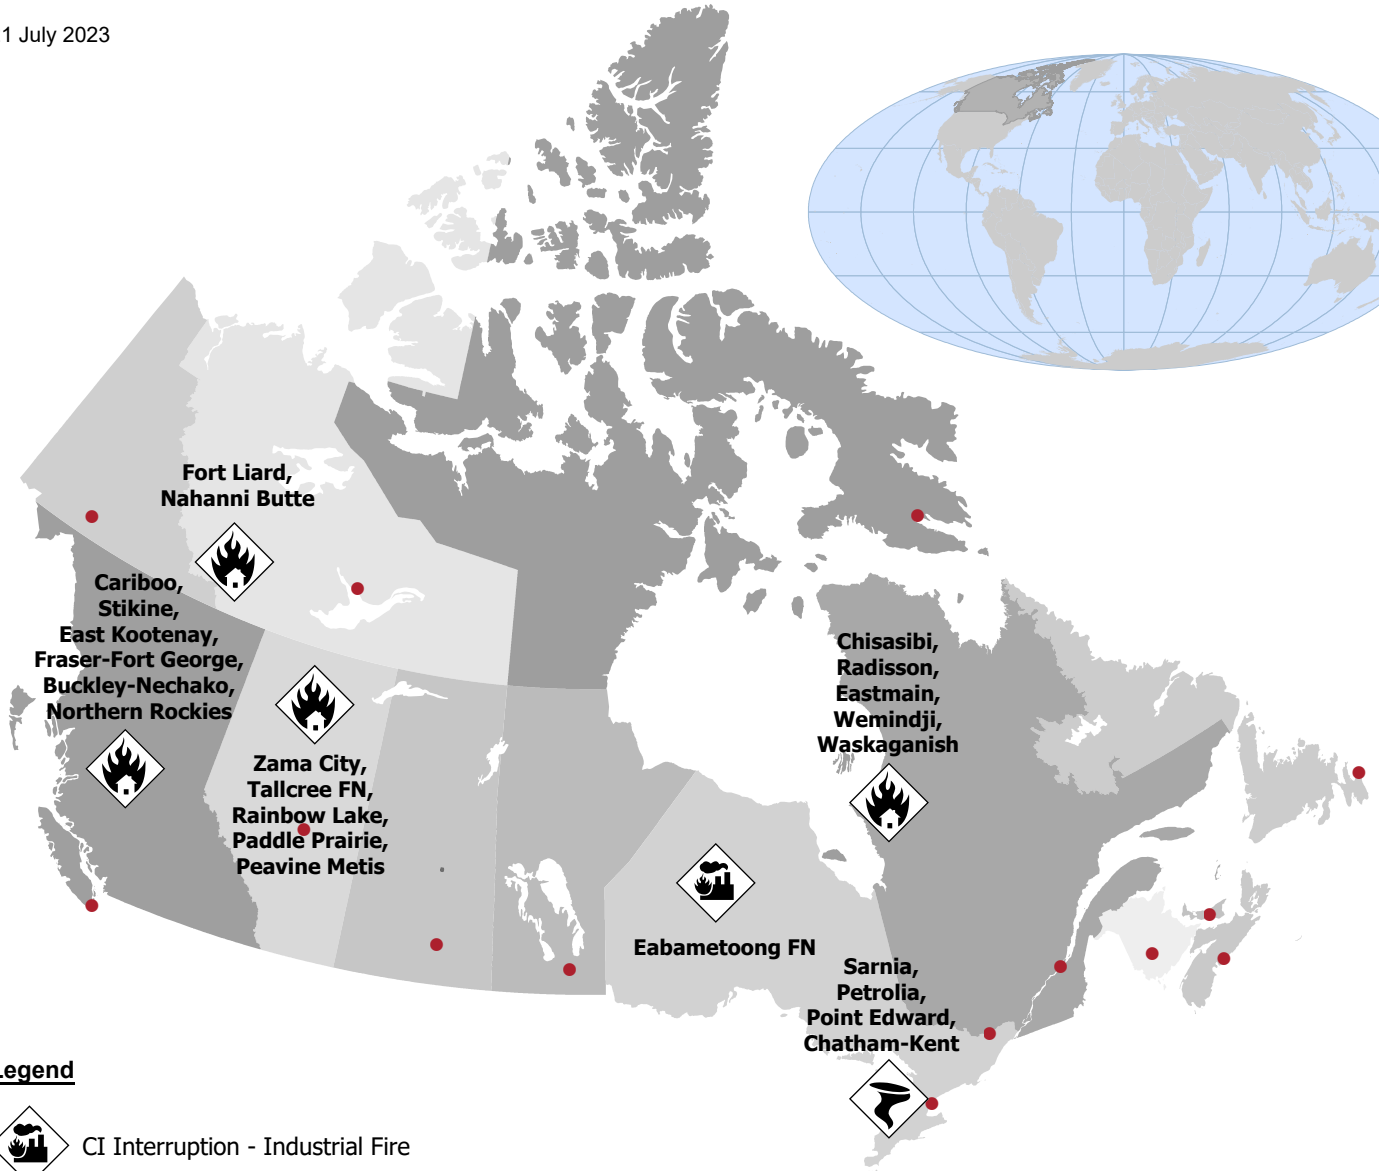 1 July 2023
Fort Liard,
Nahanni Butte
Cariboo,
Stikine,
East Kootenay,
Fraser-Fort George,
Buckley-Nechako,
Northern Rockies
Zama City,
Tallcree FN,
Rainbow Lake,
Paddle Prairie,
Peavine Metis
Chisasibi,
Radisson,
Eastmain,
Wemindji,
Waskaganish
Eabametoong FN
Sarnia,
Petrolia,
Point Edward,
Chatham-Kent
Legend
CI Interruption - Industrial Fire